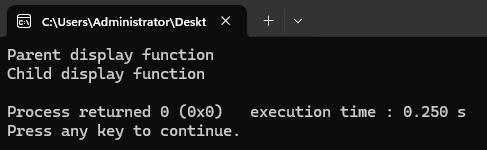 C:\Users\Administrator\Deskt
Parent display function
Child display function
Process returned 0 (0x0)   execution time : 0.250 s
Press any key to continue.